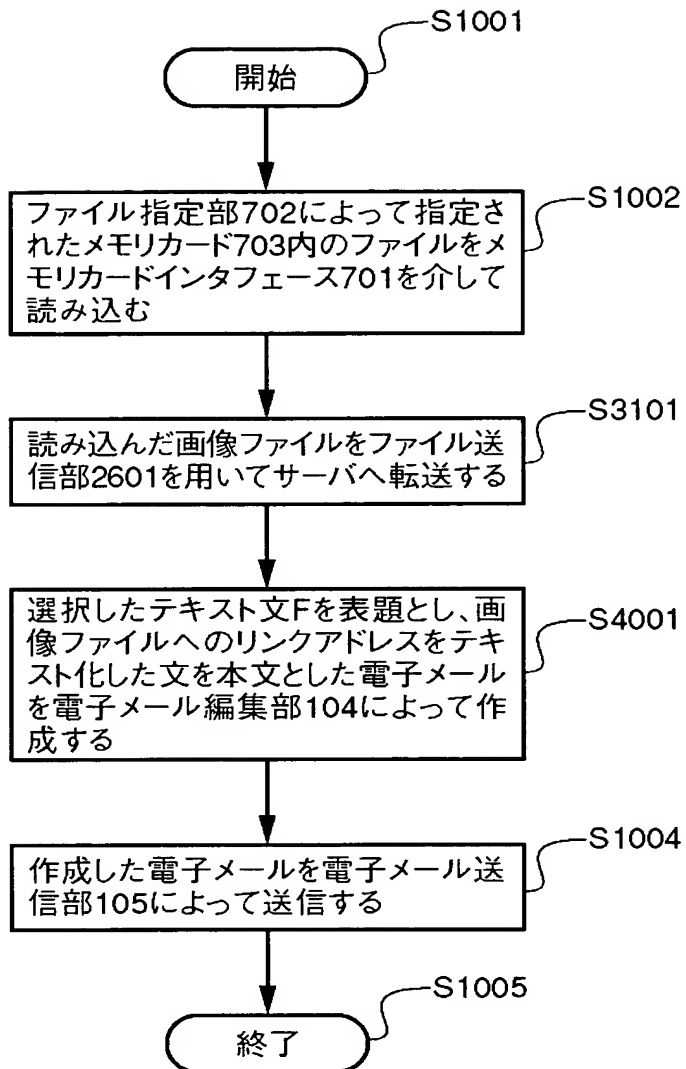 S1001
開始
S1002
ファイル指定部702によって指定さ
れたメモリカード703内のファイルをメ
モリカードインタフェース701を介して
読み込む
S3101
読み込んだ画像ファイルをファイル送
信部2601を用いてサーバへ転送する
S4001
選択したテキスト文Fを表題とし、画
像ファイルへのリンクアドレスをテキ
スト化した文を本文とした電子メール
を電子メール編集部104によって作
成する
S1004
作成した電子メールを電子メール送
信部105によって送信する
S1005
終了